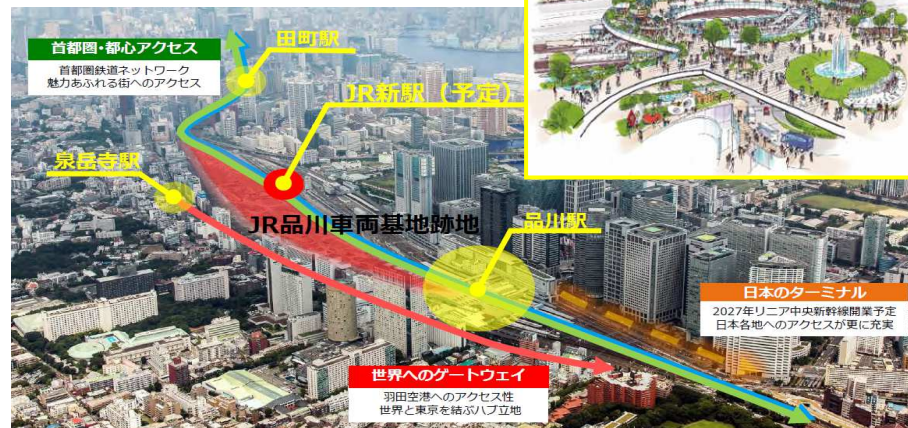 首都圏・都心アクセス
首都圏鉄道ネットワーク
魅力あふれる街へのアクセス
田町駅
JR新駅（予定）
泉岳寺駅
JR品川車両基地跡地
品川駅
日本のターミナル
2027年リニア中央新幹線開業予定
日本各地へのアクセスが更に充実
世界へのゲートウェイ
羽田空港へのアクセス性
世界と東京を結ぶハブ立地